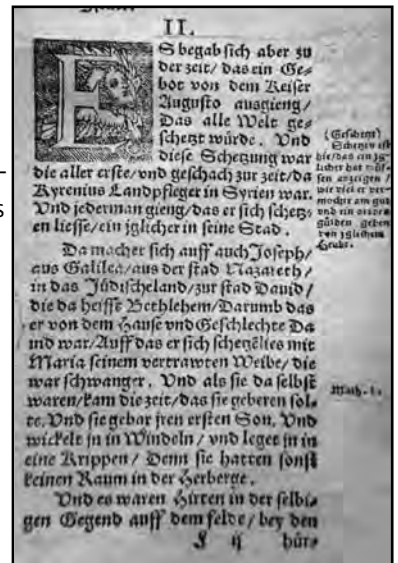 II.
ES begab sich aber zu
der zeit/ das ein Ge⸗
bot von dem Keiser
Augusto ausgieng/
Das alle Welt ge⸗
schetzt würde. Vnd
diese Schetzung war
die aller erste/vnd geschach zur zeit/da
Kyrenius Landpfleger in Syrien war.
Vnd jederman gieng/das er sich schetz⸗
en liesse/ein jglicher in seine Stad.
Da machet sich auff auch Joseph/
aus Galilea/aus der stad Nazareth/
in das Jüdischeland/zur stad Dauid/
die da heisst Bethlehem/Darumb das
er von dem Hause vnd Geschlechte Da
uid war/Auff das er sich schetzē lies mit
Maria seinem vertrawten Weibe/ die
war schwanger. Vnd als sie da selbst
waren/kam die zeit/das sie geberen sol⸗
te. Vnd sie gebar jren ersten Son. Vnd
wickelt jn in Windeln/ vnd leget jn in
eine Krippen/ Denn sie hatten sonst
keinen Raum in der Herberge.
Vnd es waren Hirten in der selbi⸗
gen Gegend auff dem felde/ bey den
J ij hür⸗
(Geschetzt)
Schetzen ist
hie/das ein jg⸗
licher hat müs⸗
sen anzeigen/
wie viel er ver⸗
mochte am gut
vnd ein
gülden geben
von jglichem
Heubt.
Math. 1.
s